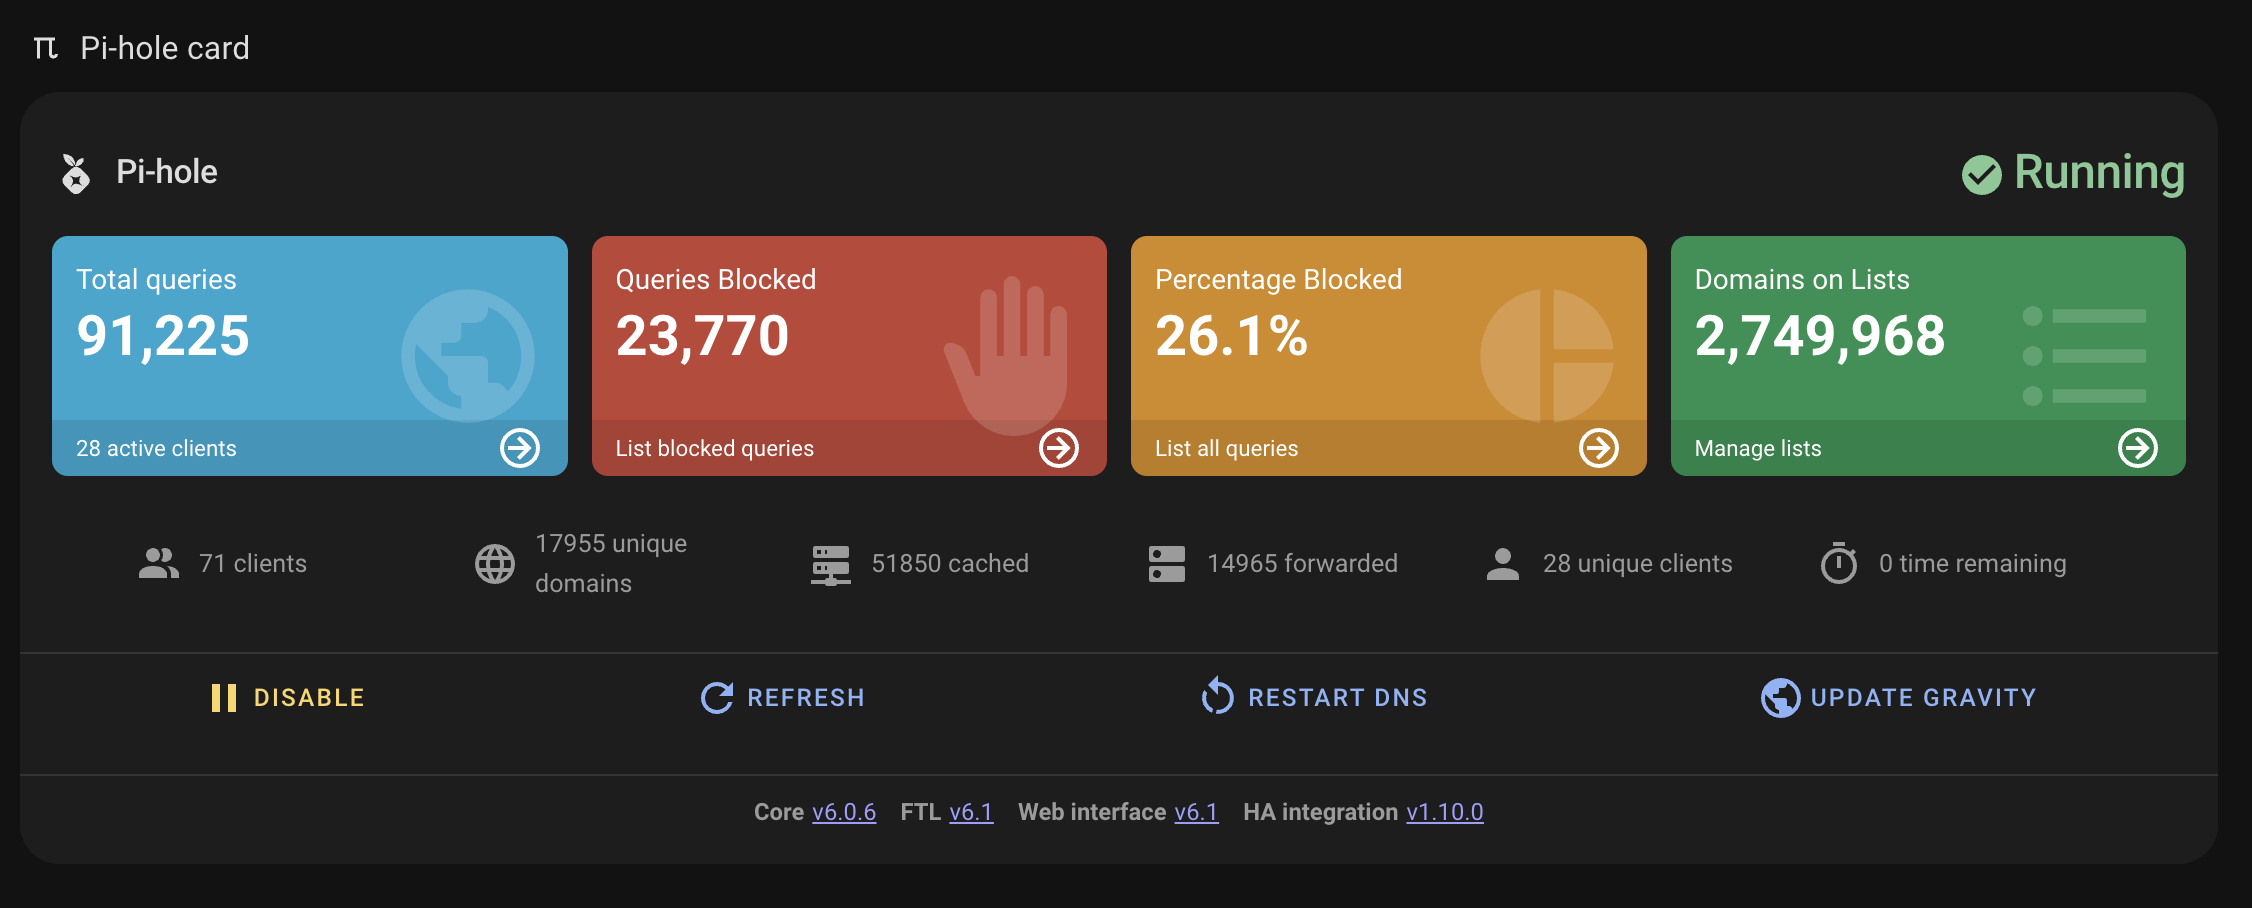 π Pi-hole card
Pi-hole
Running
Total queries
91,225
28 active clients
Queries Blocked
23,770
List blocked queries
Percentage Blocked
26.1%
List all queries
Domains on Lists
2,749,968
Manage lists
71 clients
17955 unique
domains
51850 cached
14965 forwarded
28 unique clients
0 time remaining
DISABLE
REFRESH
RESTART DNS
UPDATE GRAVITY
Core v6.0.6 FTL v6.1 Web interface v6.1 HA integration v1.10.0